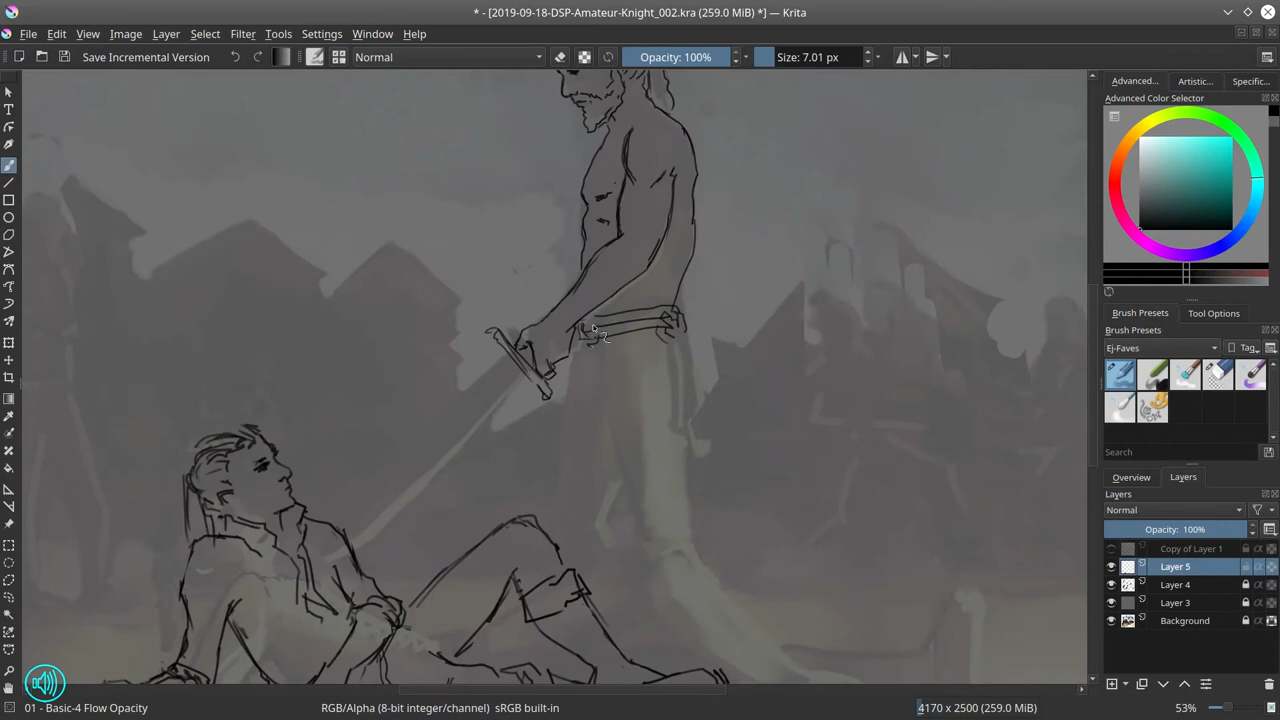 * - [2019-09-18-DSP-Amateur-Knight_002.kra (259.0 MiB) *] — Krita
File Edit View Image Layer Select Filter Tools Settings Window Help
Save Incremental Version
Normal
Opacity: 100%
Size: 7.01 px
Advanced... Artistic... Specific...
Advanced Color Selector
Brush Presets Tool Options
Brush Presets
Ej-Faves
Tag
Search
Overview Layers
Layers
Normal
Opacity: 100%
Copy of Layer 1
Layer 5
Layer 4
Layer 3
Background
01 - Basic-4 Flow Opacity
RGB/Alpha (8-bit integer/channel) sRGB built-in
4170 x 2500 (259.0 MiB)
53%